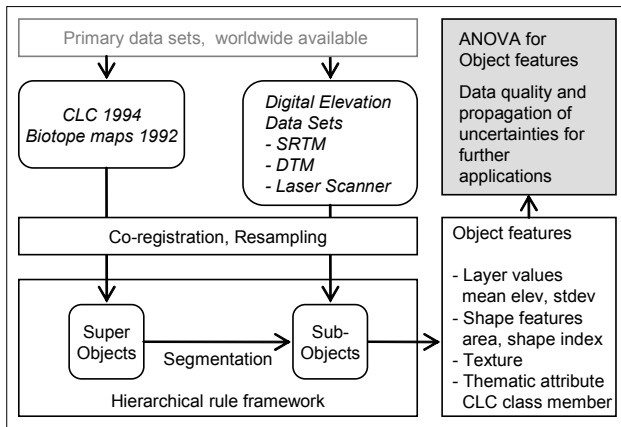 Primary data sets, worldwide available
CLC 1994
Biotope maps 1992
Digital Elevation
Data Sets
- SRTM
- DTM
- Laser Scanner
Co-registration, Resampling
Super
Objects
Segmentation
Sub-
Objects
Hierarchical rule framework
ANOVA for
Object features
Data quality and
propagation of
uncertainties for
further
applications
Object features
- Layer values
mean elev, stdev
- Shape features
area, shape index
- Texture
- Thematic attribute
CLC class member